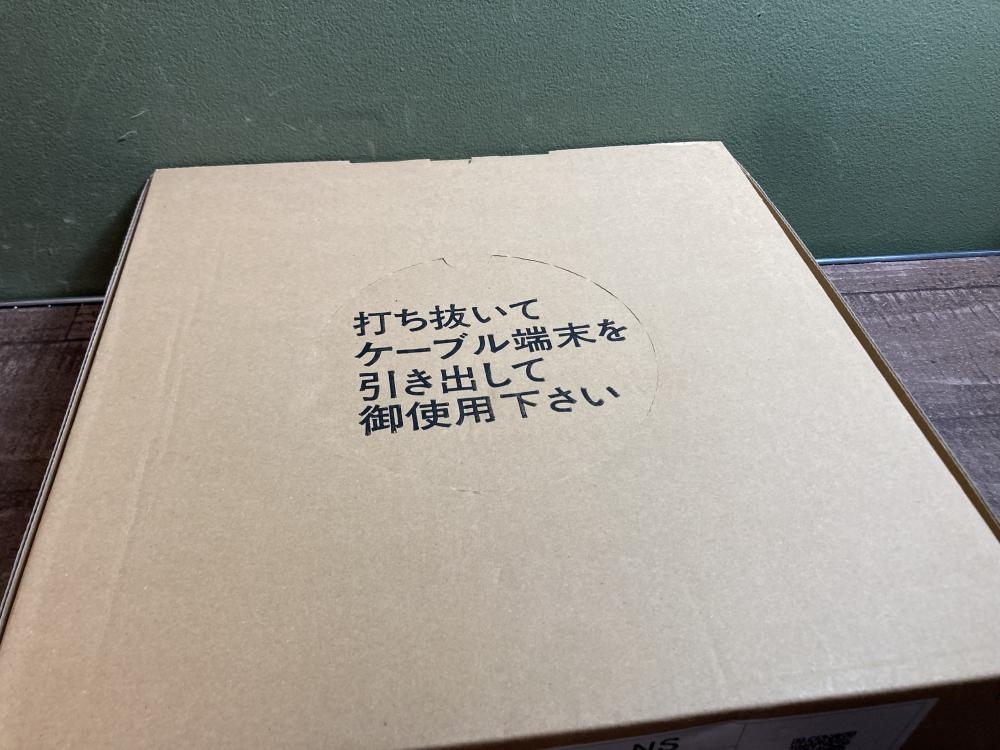 打ち抜いて
ケーブル端末を
引き出して
御使用下さい
NS